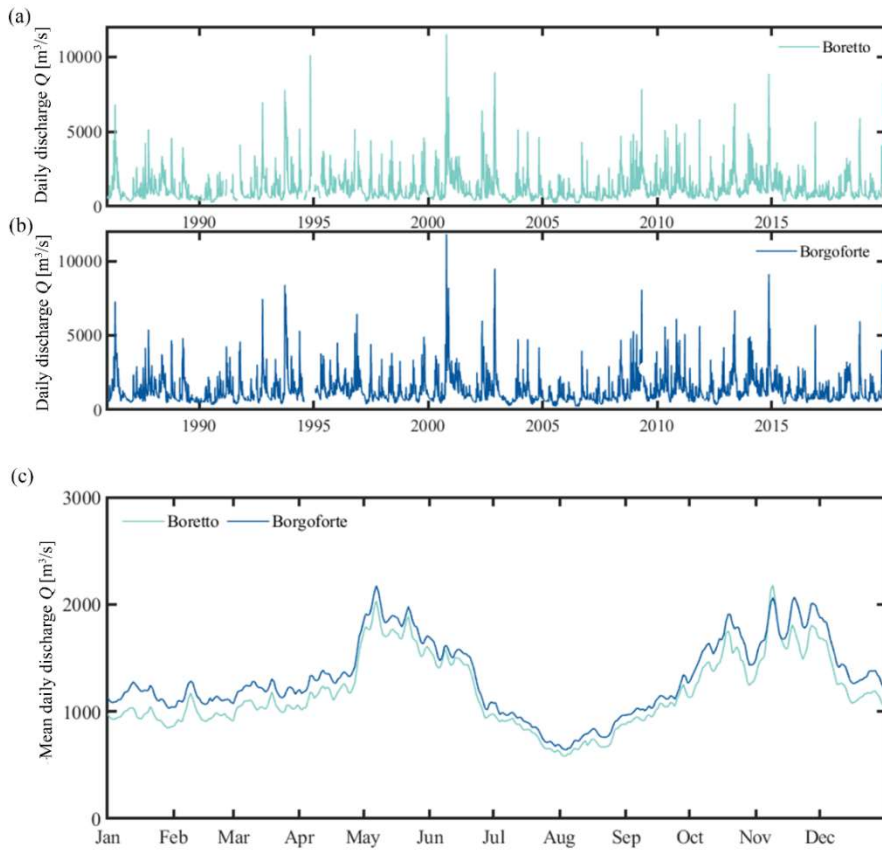 (a)
Daily discharge Q [m³/s]
10000
5000
0
Boretto
1990 1995 2000 2005 2010 2015
(b)
Daily discharge Q [m³/s]
10000
5000
0
Borgoforte
1990 1995 2000 2005 2010 2015
(c)
Mean daily discharge Q [m³/s]
3000
2000
1000
0
Boretto Borgoforte
Jan Feb Mar Apr May Jun Jul Aug Sep Oct Nov Dec